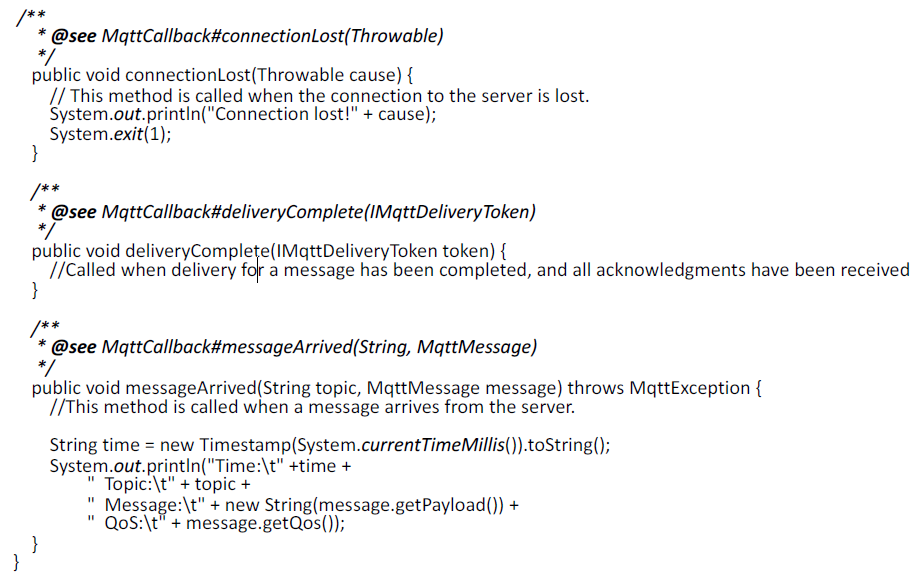 /**
* @see MqttCallback#connectionLost(Throwable)
*/
public void connectionLost(Throwable cause) {
// This method is called when the connection to the server is lost.
System.out.println("Connection lost!" + cause);
System.exit(1);
}
/**
* @see MqttCallback#deliveryComplete(IMqttDeliveryToken)
*/
public void deliveryComplete(IMqttDeliveryToken token) {
//Called when delivery for a message has been completed, and all acknowledgments have been received
}
/**
* @see MqttCallback#messageArrived(String, MqttMessage)
*/
public void messageArrived(String topic, MqttMessage message) throws MqttException {
//This method is called when a message arrives from the server.
String time = new Timestamp(System.currentTimeMillis()).toString();
System.out.println("Time:\t" +time +
" Topic:\t" + topic +
" Message:\t" + new String(message.getPayload()) +
" QoS:\t" + message.getQos());
}
}